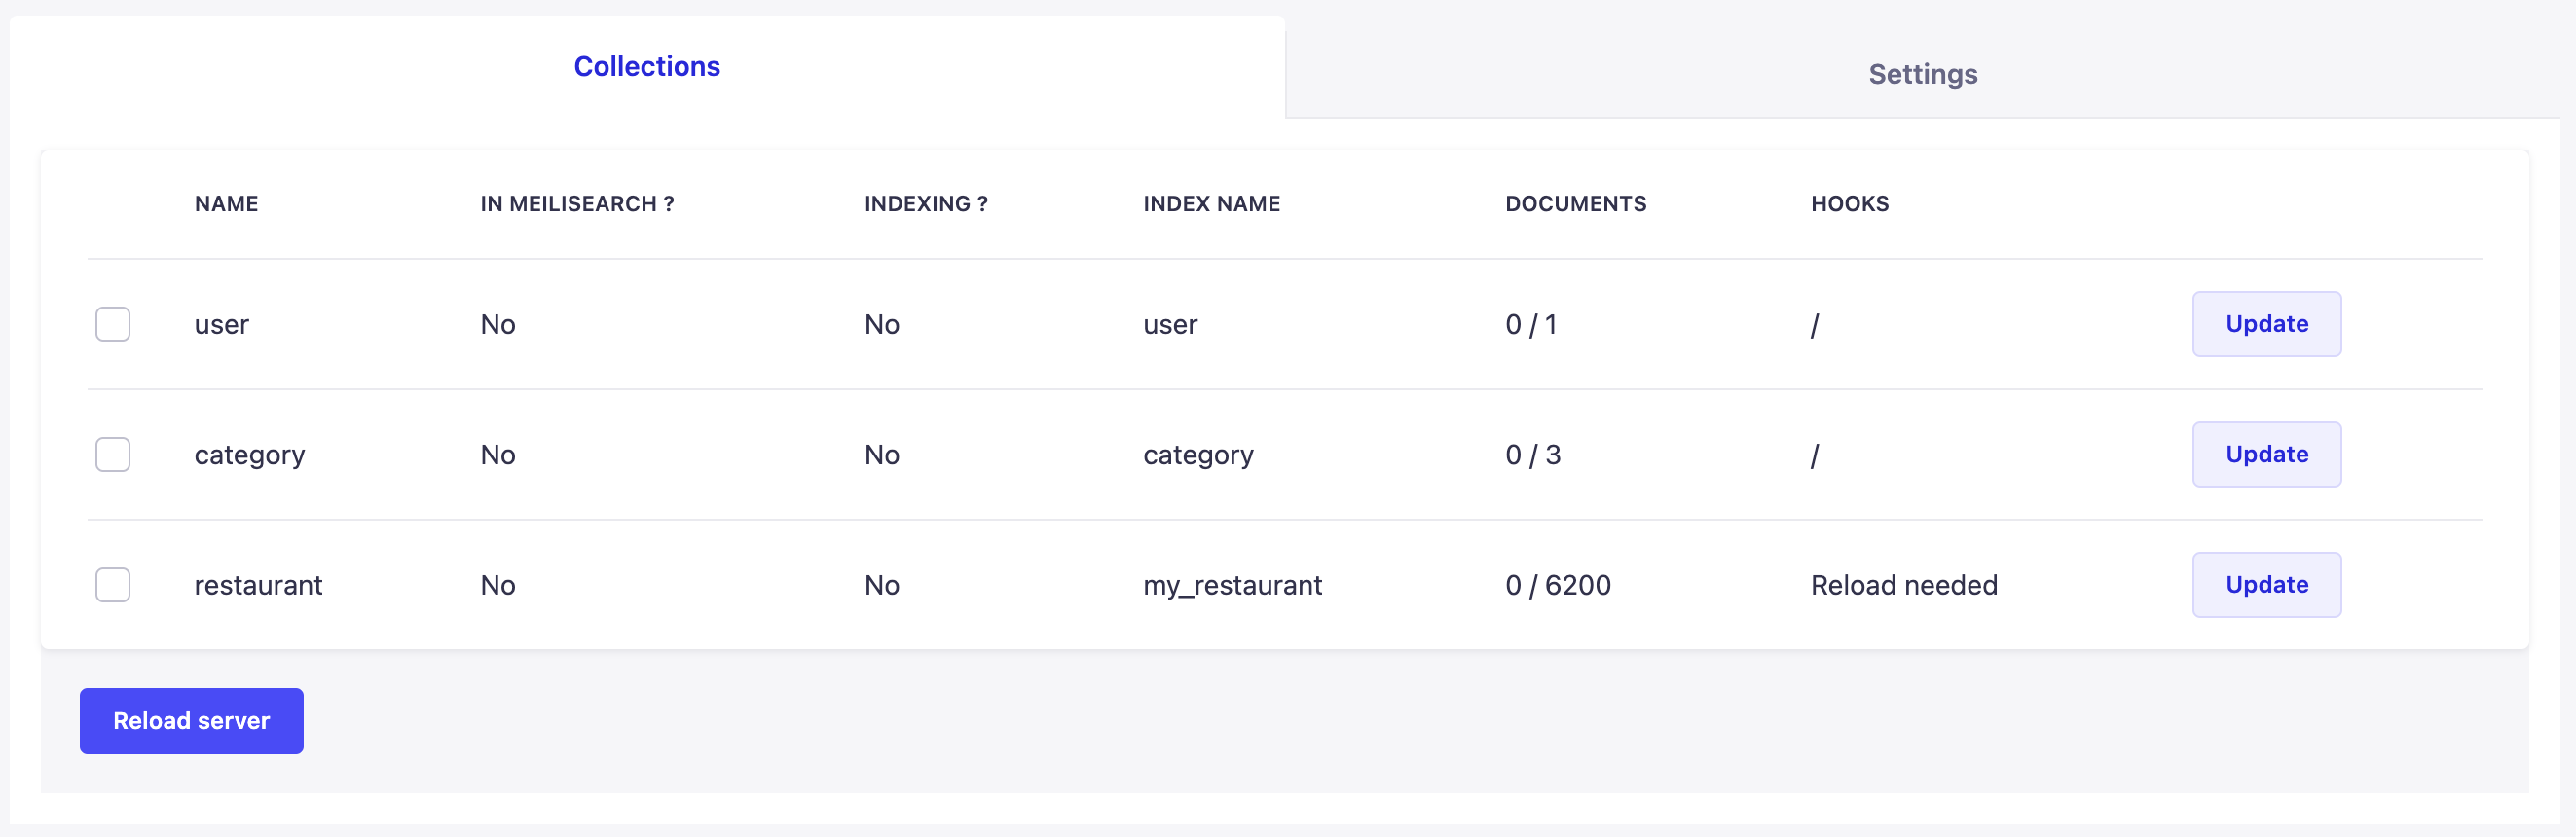 Collections Settings
NAME IN MEILISEARCH ? INDEXING ? INDEX NAME DOCUMENTS HOOKS
user No No user 0 / 1 / Update
category No No category 0 / 3 / Update
restaurant No No my_restaurant 0 / 6200 Reload needed Update
Reload server